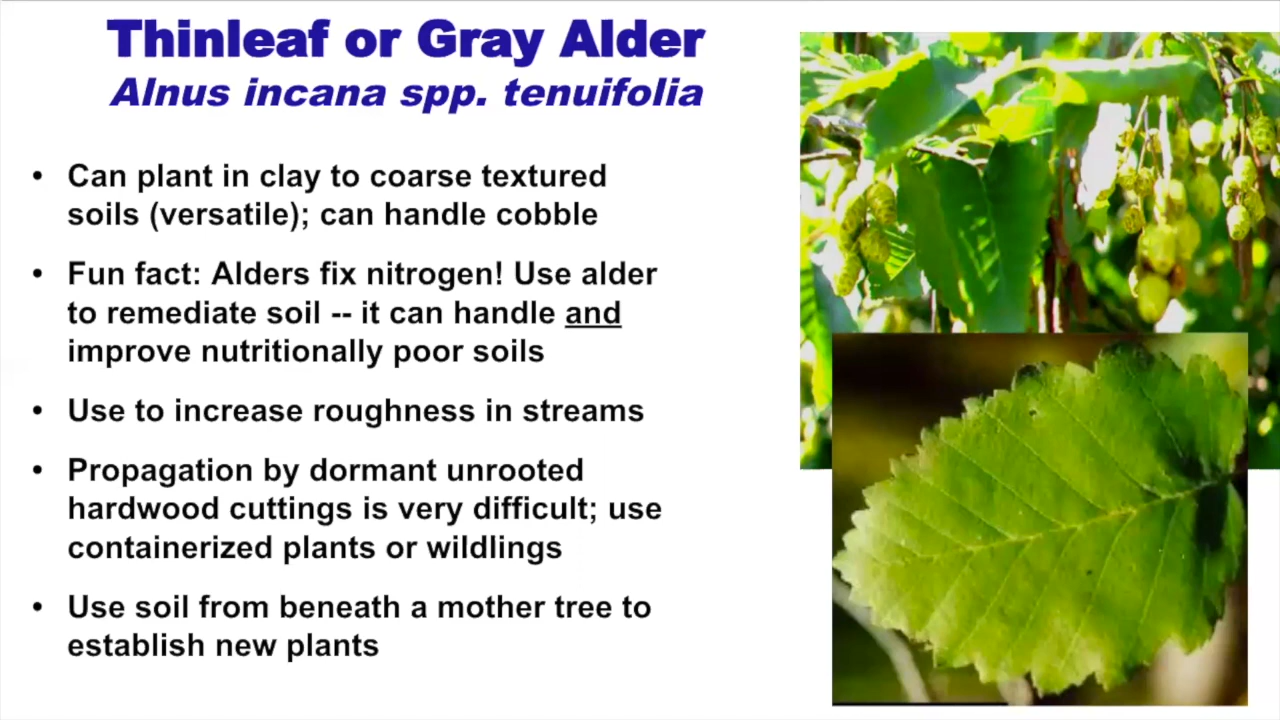 Thinleaf or Gray Alder
Alnus incana spp. tenuifolia
• Can plant in clay to coarse textured
soils (versatile); can handle cobble
• Fun fact: Alders fix nitrogen! Use alder
to remediate soil -- it can handle and
improve nutritionally poor soils
• Use to increase roughness in streams
• Propagation by dormant unrooted
hardwood cuttings is very difficult; use
containerized plants or wildlings
• Use soil from beneath a mother tree to
establish new plants